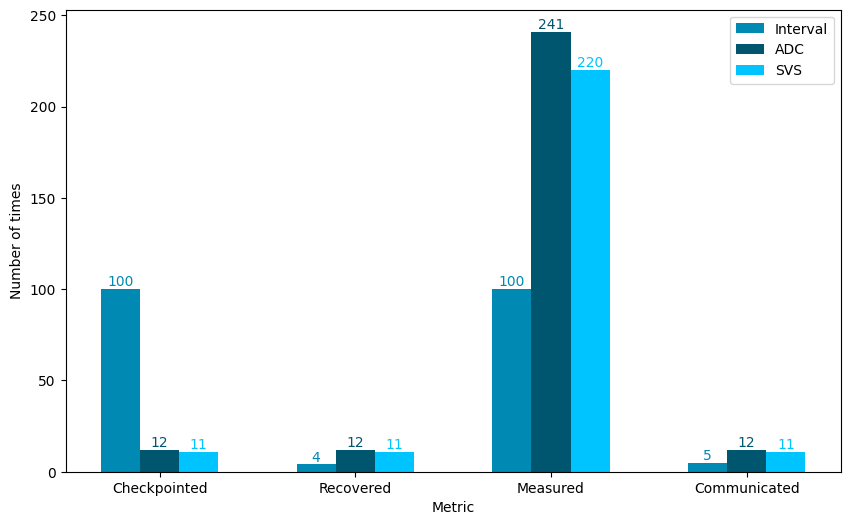 250
200
150
100
50
0
Number of times
Interval
ADC
SVS
100
12
11
4
12
11
100
241
220
5
12
11
Checkpointed
Recovered
Measured
Communicated
Metric